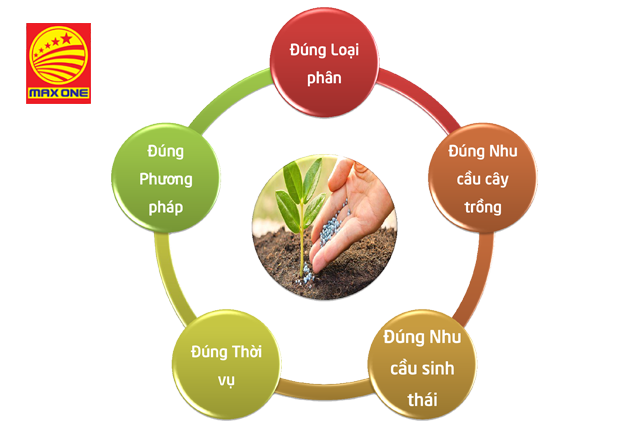 MAX ONE
Đúng Loại
phân
Đúng Nhu
cầu cây
trồng
Đúng Nhu
cầu sinh
thái
Đúng Thời
vụ
Đúng
Phương
pháp